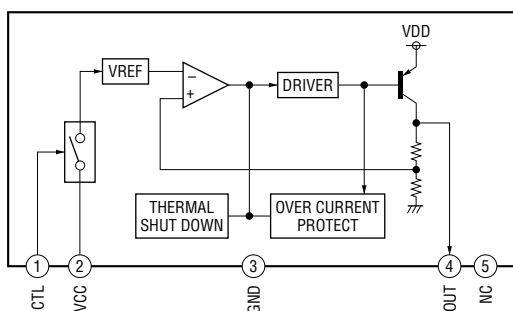 VDD
VREF
−
+
DRIVER
THERMAL
SHUT DOWN
OVER CURRENT
PROTECT
1
2
3
4
5
CTL
VCC
GND
OUT
NC